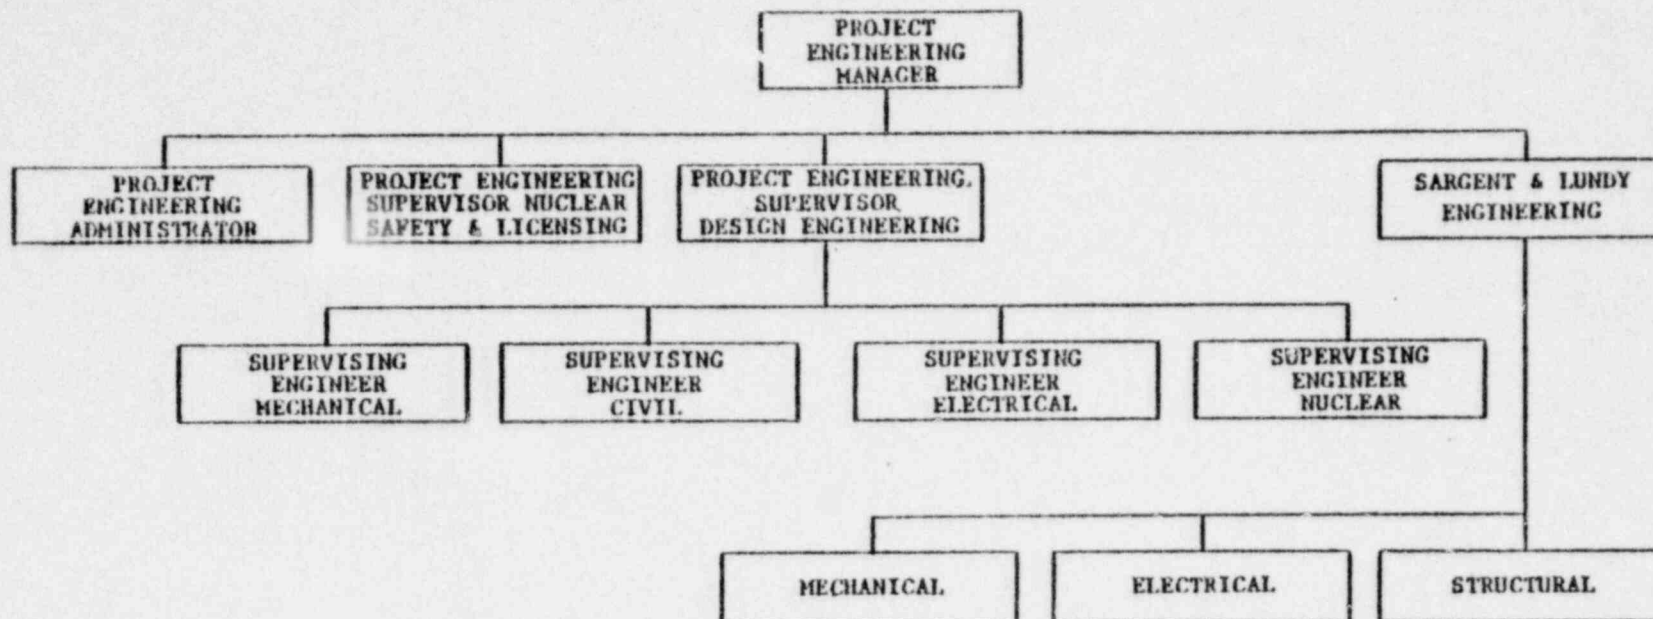 PROJECT
ENGINEERING
MANAGER
PROJECT
ENGINEERING
ADMINISTRATOR
PROJECT ENGINEERING
SUPERVISOR NUCLEAR
SAFETY & LICENSING
PROJECT ENGINEERING.
SUPERVISOR
DESIGN ENGINEERING
SARGENT & LUNDY
ENGINEERING
SUPERVISING
ENGINEER
MECHANICAL
SUPERVISING
ENGINEER
CIVIL
SUPERVISING
ENGINEER
ELECTRICAL
SUPERVISING
ENGINEER
NUCLEAR
MECHANICAL
ELECTRICAL
STRUCTURAL